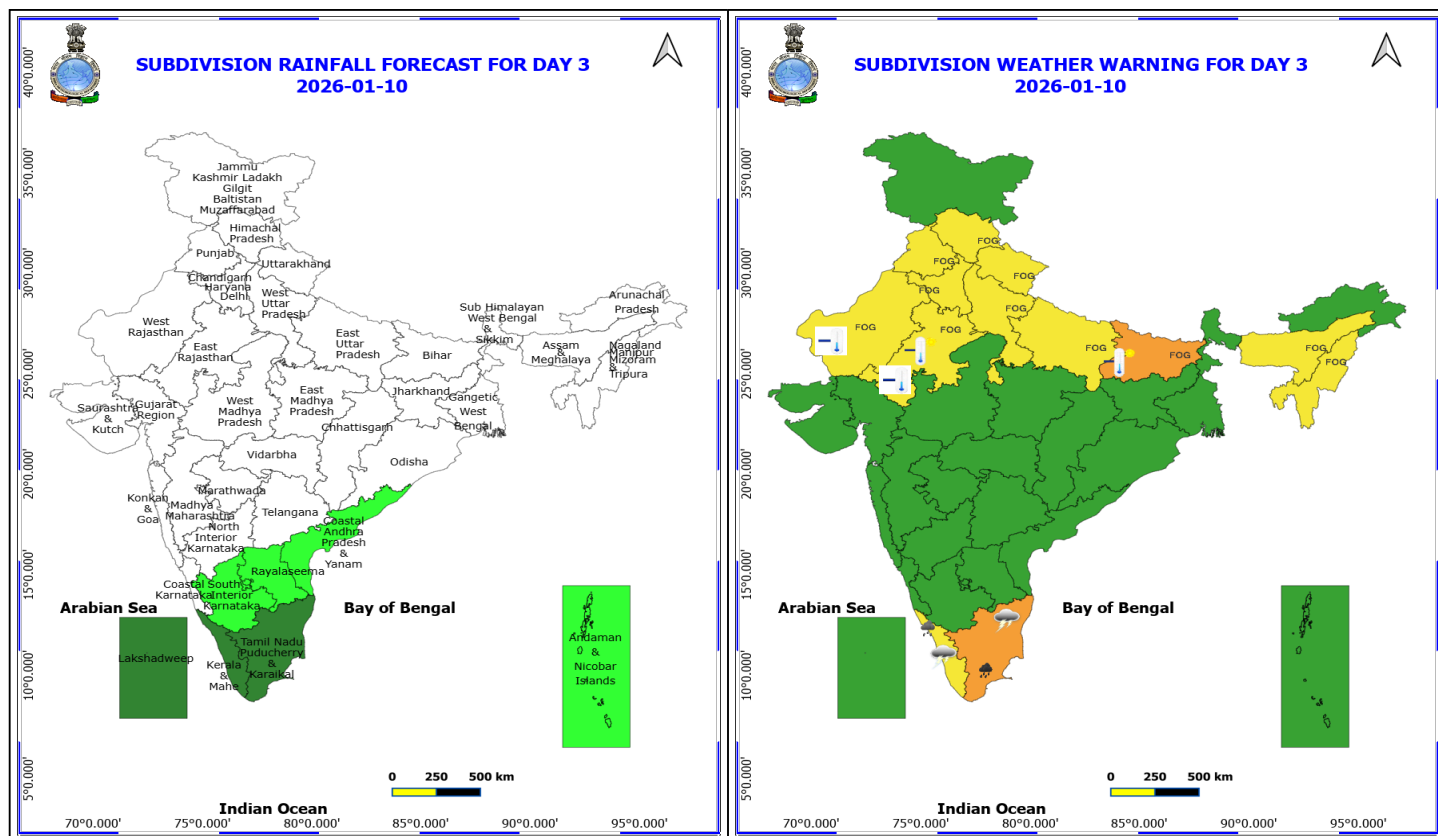 SUBDIVISION RAINFALL FORECAST FOR DAY 3
2026-01-10
40°0.000'
35°0.000'
30°0.000'
25°0.000'
20°0.000'
15°0.000'
10°0.000'
5°0.000'
Jammu
Kashmir Ladakh
Gilgit
Baltistan
Muzaffarabad
Himachal
Pradesh
Punjab
Uttarakhand
Chandigarh
Haryana
Delhi
West
Uttar
Pradesh
West
Rajasthan
East
Rajasthan
East
Uttar
Pradesh
Bihar
Sub Himalayan
West Bengal
&
Sikkim
Arunachal
Pradesh
Assam
&
Meghalaya
Nagaland
Manipur
Mizoram
&
Tripura
Saurashtra
&
Kutch
Gujarat
Region
West
Madhya
Pradesh
East
Madhya
Pradesh
Jharkhand
Gangetic
West
Bengal
Chhattisgarh
Vidarbha
Odisha
Konkan
&
Goa
Madhya
Maharashtra
Marathwada
Telangana
North
Interior
Karnataka
Coastal
Andhra
Pradesh
&
Yanam
Rayalaseema
Coastal
Karnataka
South
Interior
Karnataka
Arabian Sea
Bay of Bengal
Lakshadweep
Kerala
&
Mahe
Tamil Nadu
Puducherry
&
Karaikal
Andaman
&
Nicobar
Islands
0 250 500 km
Indian Ocean
70°0.000' 75°0.000' 80°0.000' 85°0.000' 90°0.000' 95°0.000'
SUBDIVISION WEATHER WARNING FOR DAY 3
2026-01-10
40°0.000'
35°0.000'
30°0.000'
25°0.000'
20°0.000'
15°0.000'
10°0.000'
5°0.000'
FOG
FOG
FOG
FOG
FOG
FOG
FOG
FOG
FOG
FOG
FOG
Arabian Sea
Bay of Bengal
0 250 500 km
Indian Ocean
70°0.000' 75°0.000' 80°0.000' 85°0.000' 90°0.000' 95°0.000'